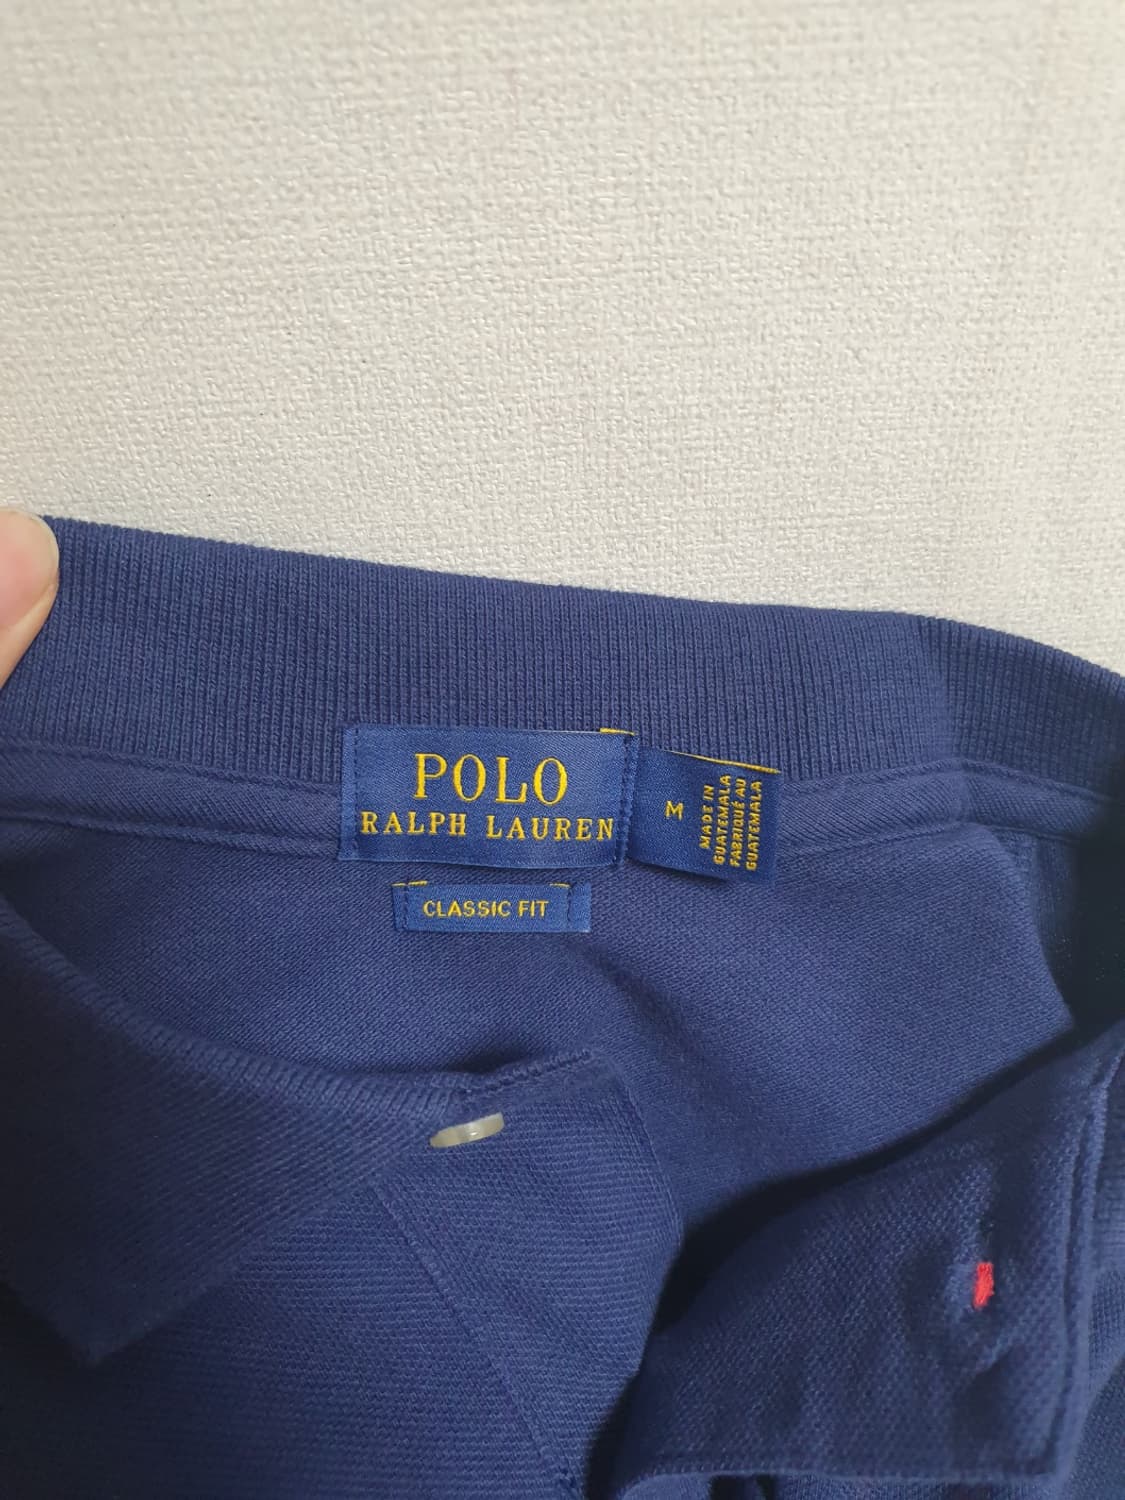 POLO
RALPH LAUREN
M
MADE IN
GUATEMALA
FABRIQUÉ AU
GUATEMALA
CLASSIC FIT